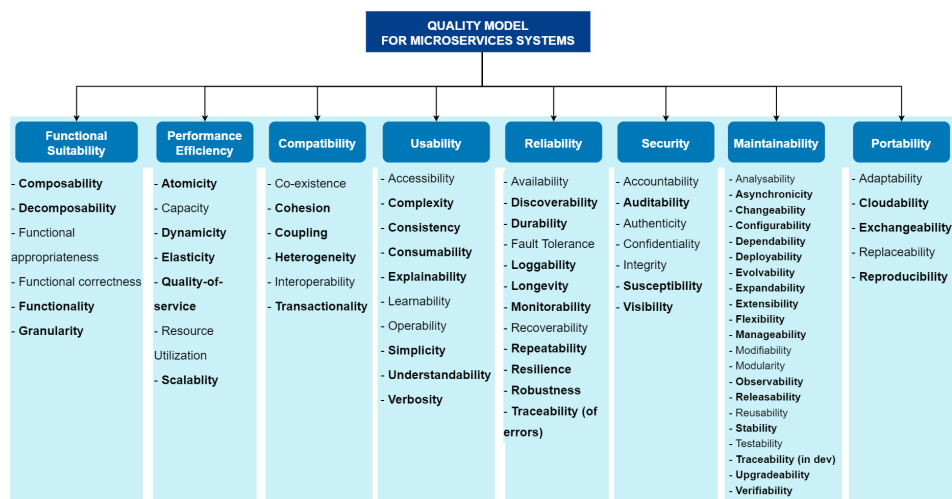 QUALITY MODEL
FOR MICROSERVICES SYSTEMS
Functional
Suitability
- Composability
- Decomposability
- Functional
appropriateness
- Functional correctness
- Functionality
- Granularity
Performance
Efficiency
- Atomicity
- Capacity
- Dynamicity
- Elasticity
- Quality-of-
service
- Resource
Utilization
- Scalablity
Compatibility
- Co-existence
- Cohesion
- Coupling
- Heterogeneity
- Interoperability
- Transactionality
Usability
- Accessibility
- Complexity
- Consistency
- Consumability
- Explainability
- Learnability
- Operability
- Simplicity
- Understandability
- Verbosity
Reliability
- Availability
- Discoverability
- Durability
- Fault Tolerance
- Loggability
- Longevity
- Monitorability
- Recoverability
- Repeatability
- Resilience
- Robustness
- Traceability (of
errors)
Security
- Accountability
- Auditability
- Authenticity
- Confidentiality
- Integrity
- Susceptibility
- Visibility
Maintainability
- Analysability
- Asynchronicity
- Changeability
- Configurability
- Dependability
- Deployability
- Evolvability
- Expandability
- Extensibility
- Flexibility
- Manageability
- Modifiability
- Modularity
- Observability
- Releasability
- Reusability
- Stability
- Testability
- Traceability (in dev)
- Upgradeability
- Verifiability
Portability
- Adaptability
- Cloudability
- Exchangeability
- Replaceability
- Reproducibility